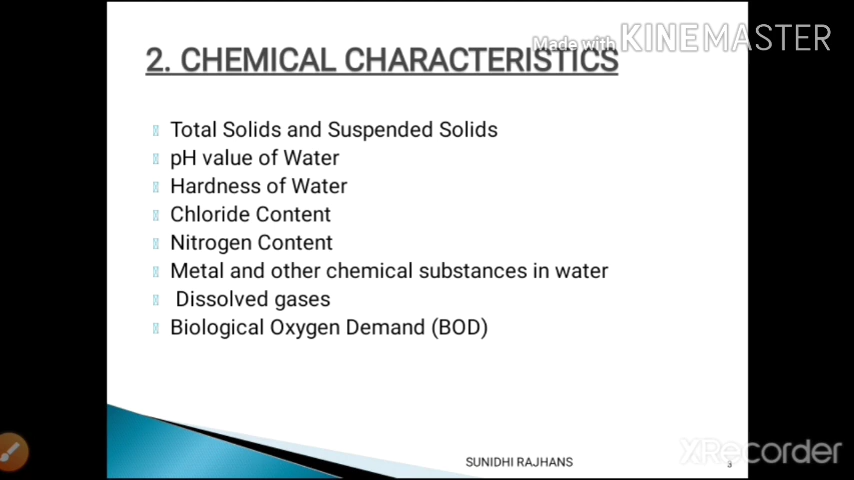 Made with KINEMASTER
2. CHEMICAL CHARACTERISTICS
Total Solids and Suspended Solids
pH value of Water
Hardness of Water
Chloride Content
Nitrogen Content
Metal and other chemical substances in water
Dissolved gases
Biological Oxygen Demand (BOD)
SUNIDHI RAJHANS
3
XRecorder